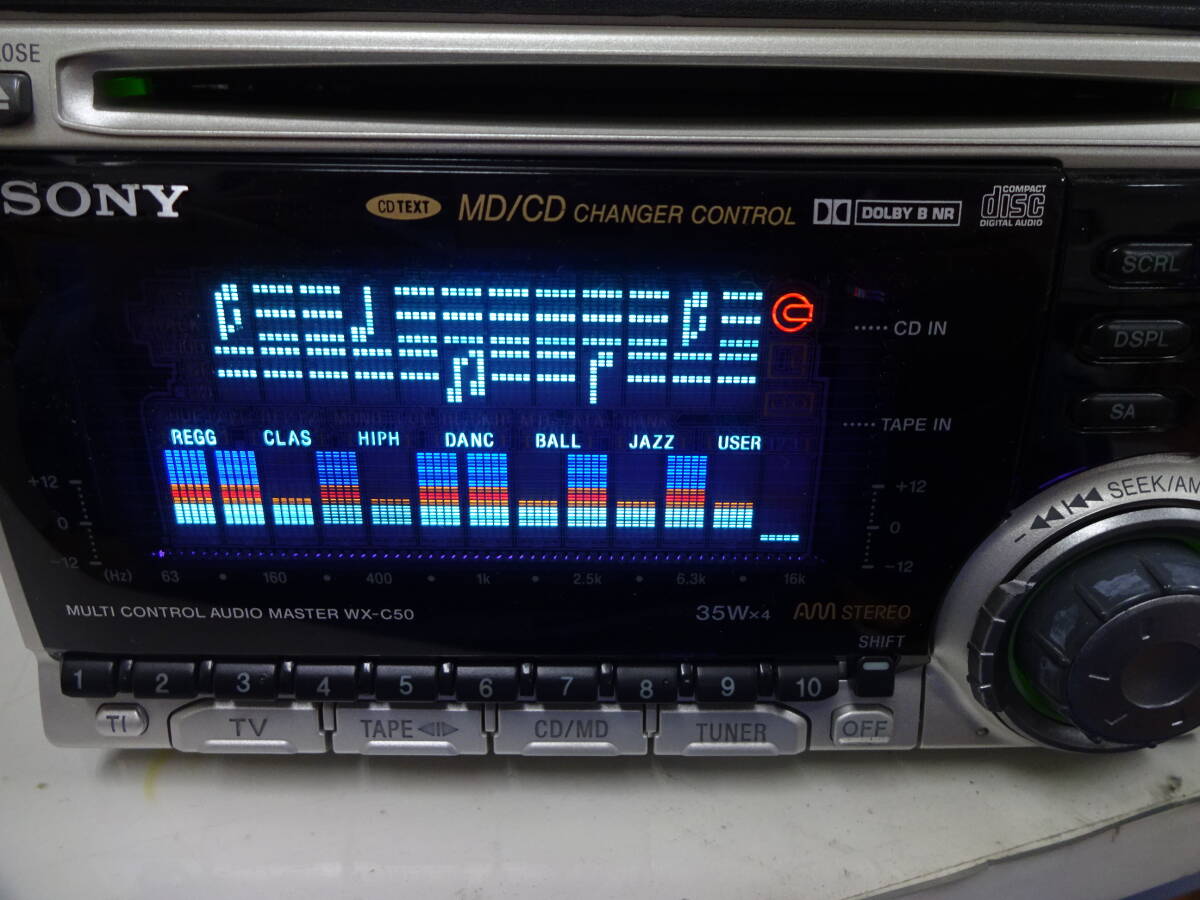 SONY
CD TEXT
MD/CD CHANGER CONTROL
DOLBY B NR
COMPACT
disc
DIGITAL AUDIO
SCRL
CD IN
DSPL
SA
TAPE IN
REGG CLAS HIPH DANC BALL JAZZ USER
SEEK/AM
+12
0
-12
+12
0
-12
(Hz) 63 • 160 • 400 • 1k • 2.5k • 6.3k • 16k
MULTI CONTROL AUDIO MASTER WX-C50
35W×4
AM STEREO
SHIFT
1 2 3 4 5 6 7 8 9 10
TI TV TAPE CD/MD TUNER OFF